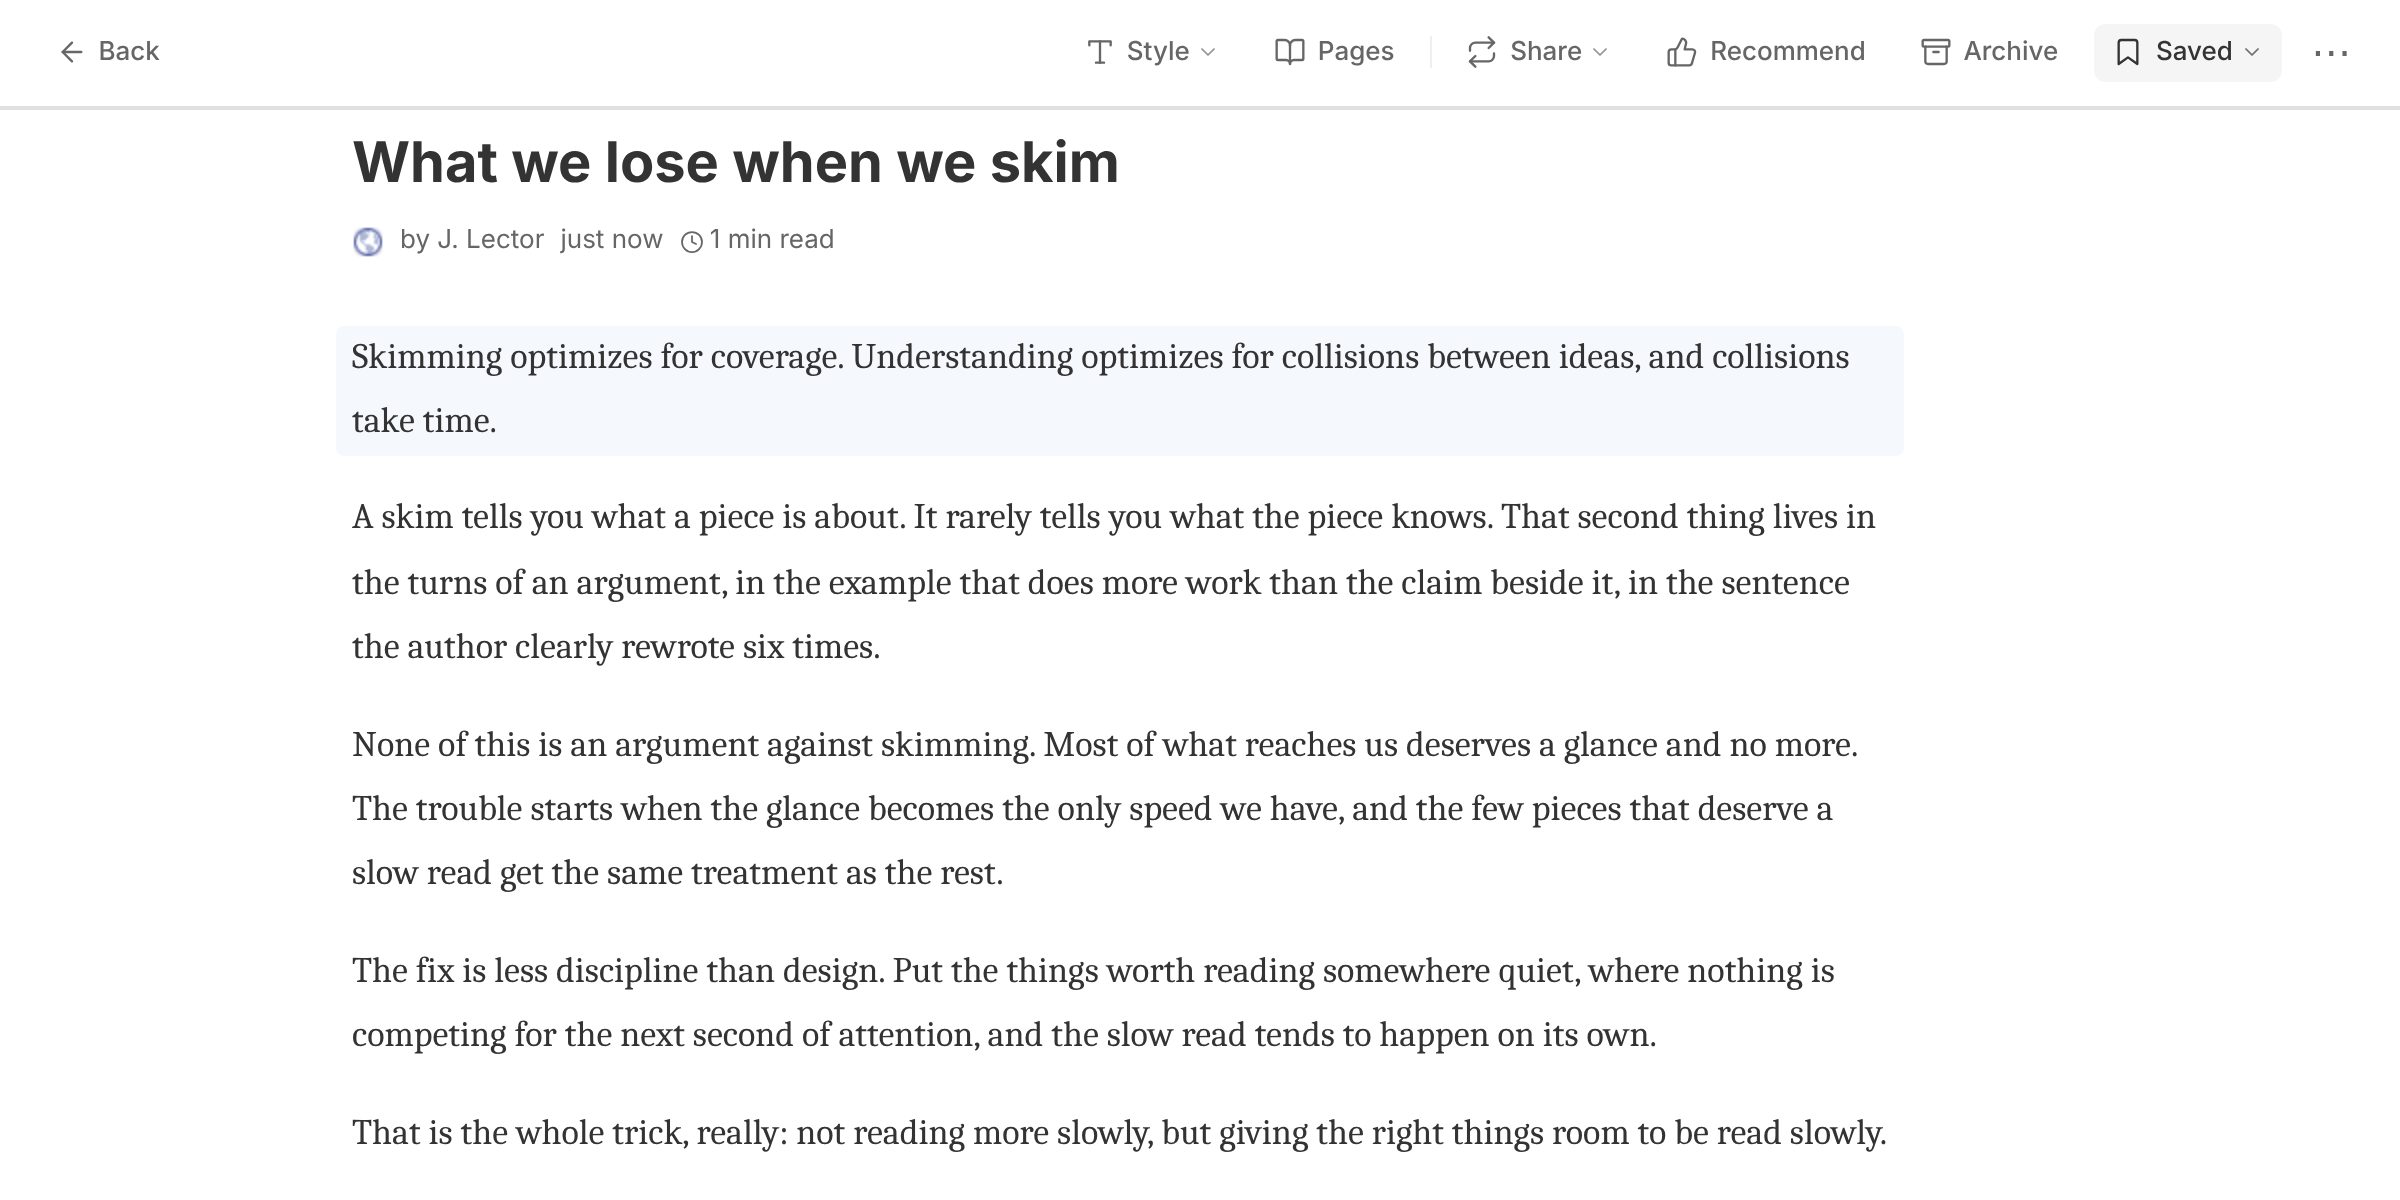 Back
Style
Pages
Share
Recommend
Archive
Saved
What we lose when we skim
by J. Lector just now 1 min read
Skimming optimizes for coverage. Understanding optimizes for collisions between ideas, and collisions
take time.
A skim tells you what a piece is about. It rarely tells you what the piece knows. That second thing lives in
the turns of an argument, in the example that does more work than the claim beside it, in the sentence
the author clearly rewrote six times.
None of this is an argument against skimming. Most of what reaches us deserves a glance and no more.
The trouble starts when the glance becomes the only speed we have, and the few pieces that deserve a
slow read get the same treatment as the rest.
The fix is less discipline than design. Put the things worth reading somewhere quiet, where nothing is
competing for the next second of attention, and the slow read tends to happen on its own.
That is the whole trick, really: not reading more slowly, but giving the right things room to be read slowly.